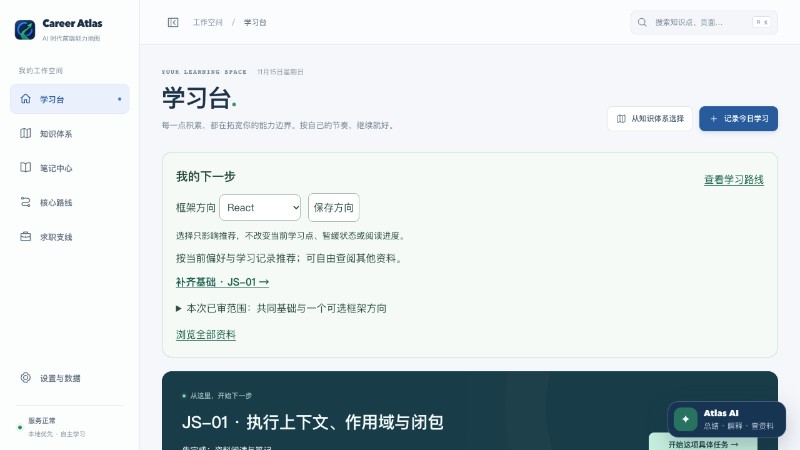 Career Atlas
AI 时代前端能力地图
我的工作空间
学习台
知识体系
笔记中心
核心路线
求职支线
设置与数据
服务正常
本地优先 · 自主学习
工作空间 / 学习台
搜索知识点、页面...
⌘ K
YOUR LEARNING SPACE 11月15日星期日
学习台.
每一点积累，都在拓宽你的能力边界。按自己的节奏，继续就好。
从知识体系选择
+ 记录今日学习
我的下一步
查看学习路线
框架方向 React 保存方向
选择只影响推荐，不改变当前学习点、暂缓状态或阅读进度。
按当前偏好与学习记录推荐；可自由查阅其他资料。
补齐基础 · JS-01 →
▶ 本次已审范围：共同基础与一个可选框架方向
浏览全部资料
从这里，开始下一步
JS-01 · 执行上下文、作用域与闭包
Atlas AI
总结 · 解释 · 查资料
开始这项具体任务 →